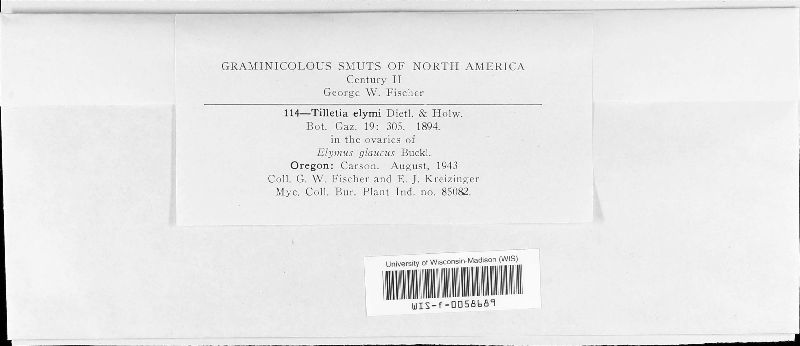 GRAMINICOLOUS SMUTS OF NORTH AMERICA
Century II
George W. Fischer
114—Tilletia elymi Dietl. & Holw.
Bot. Gaz. 19: 305. 1894.
in the ovaries of
Elymus glaucus Buckl.
Oregon: Carson. August, 1943
Coll. G. W. Fischer and E. J. Kreizinger
Myc. Coll. Bur. Plant Ind. no. 85082.
University of Wisconsin-Madison (WIS)
WIS-f-0058689